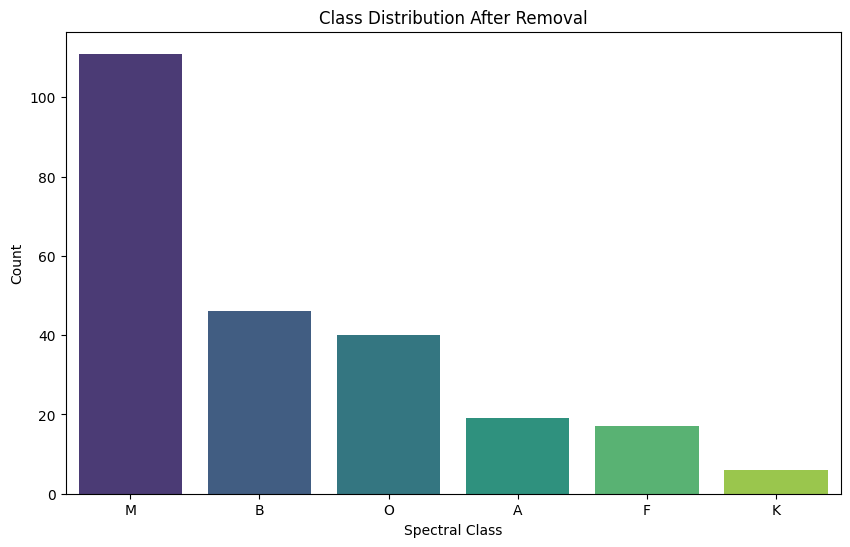 Class Distribution After Removal
Count
100
80
60
40
20
0
M B O A F K
Spectral Class